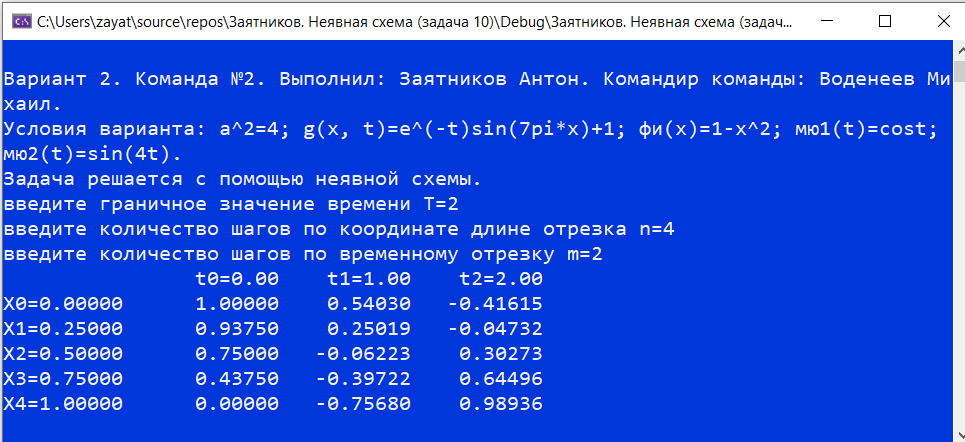 C:\Users\zayat\source\repos\Заятников. Неявная схема (задача 10)\Debug\Заятников. Неявная схема (задач...
Вариант 2. Команда №2. Выполнил: Заятников Антон. Командир команды: Воденеев Ми
хаил.
Условия варианта: a^2=4; g(x, t)=e^(-t)sin(7pi*x)+1; фи(x)=1-x^2; мю1(t)=cost;
мю2(t)=sin(4t).
Задача решается с помощью неявной схемы.
введите граничное значение времени T=2
введите количество шагов по координате длине отрезка n=4
введите количество шагов по временному отрезку m=2
t0=0.00 t1=1.00 t2=2.00
X0=0.00000 1.00000 0.54030 -0.41615
X1=0.25000 0.93750 0.25019 -0.04732
X2=0.50000 0.75000 -0.06223 0.30273
X3=0.75000 0.43750 -0.39722 0.64496
X4=1.00000 0.00000 -0.75680 0.98936